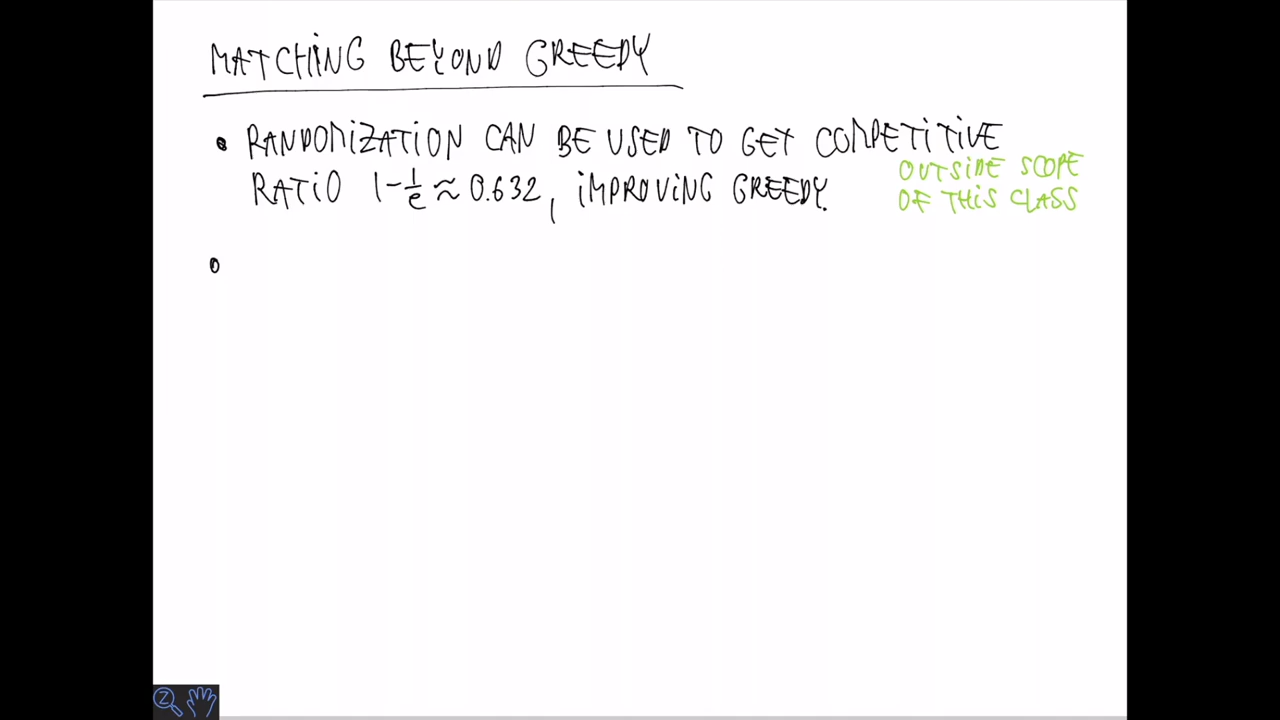 MATCHING BEYOND GREEDY
• RANDOMIZATION CAN BE USED TO GET COMPETITIVE
RATIO 1-1/e ≈ 0.632, IMPROVING GREEDY.
OUTSIDE SCOPE
OF THIS CLASS
•